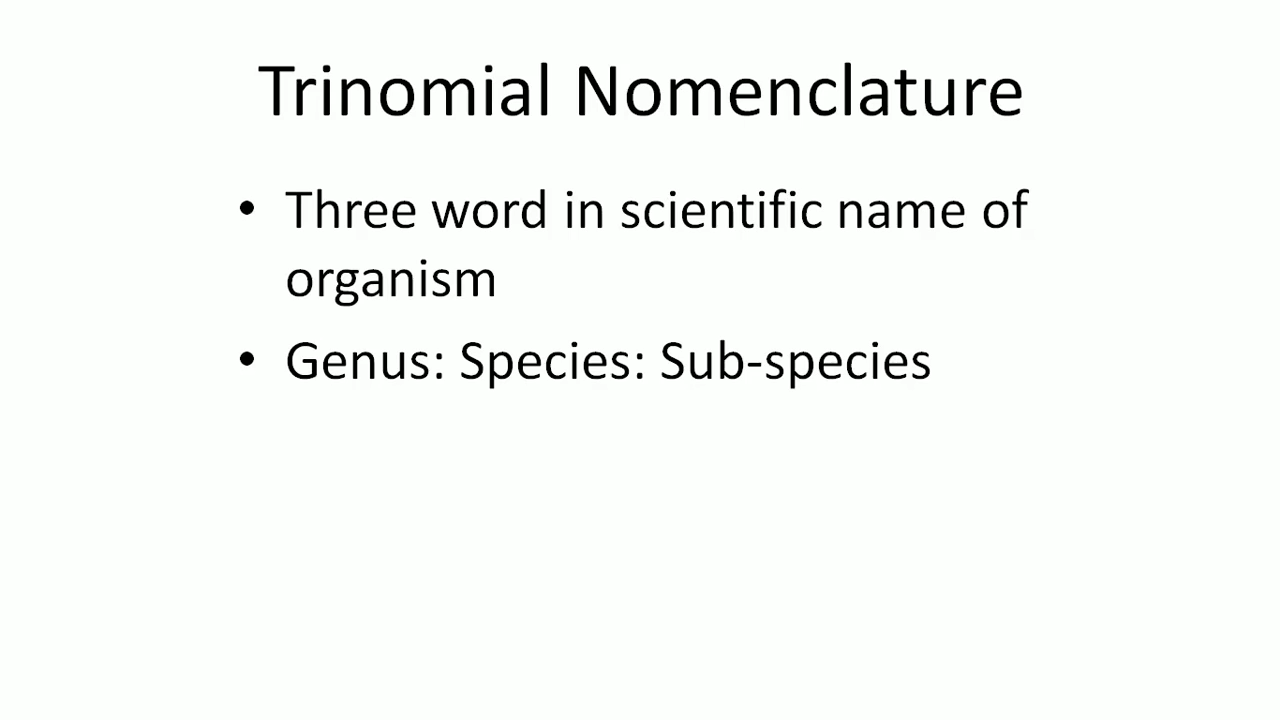 Trinomial Nomenclature
• Three word in scientific name of
organism
• Genus: Species: Sub-species